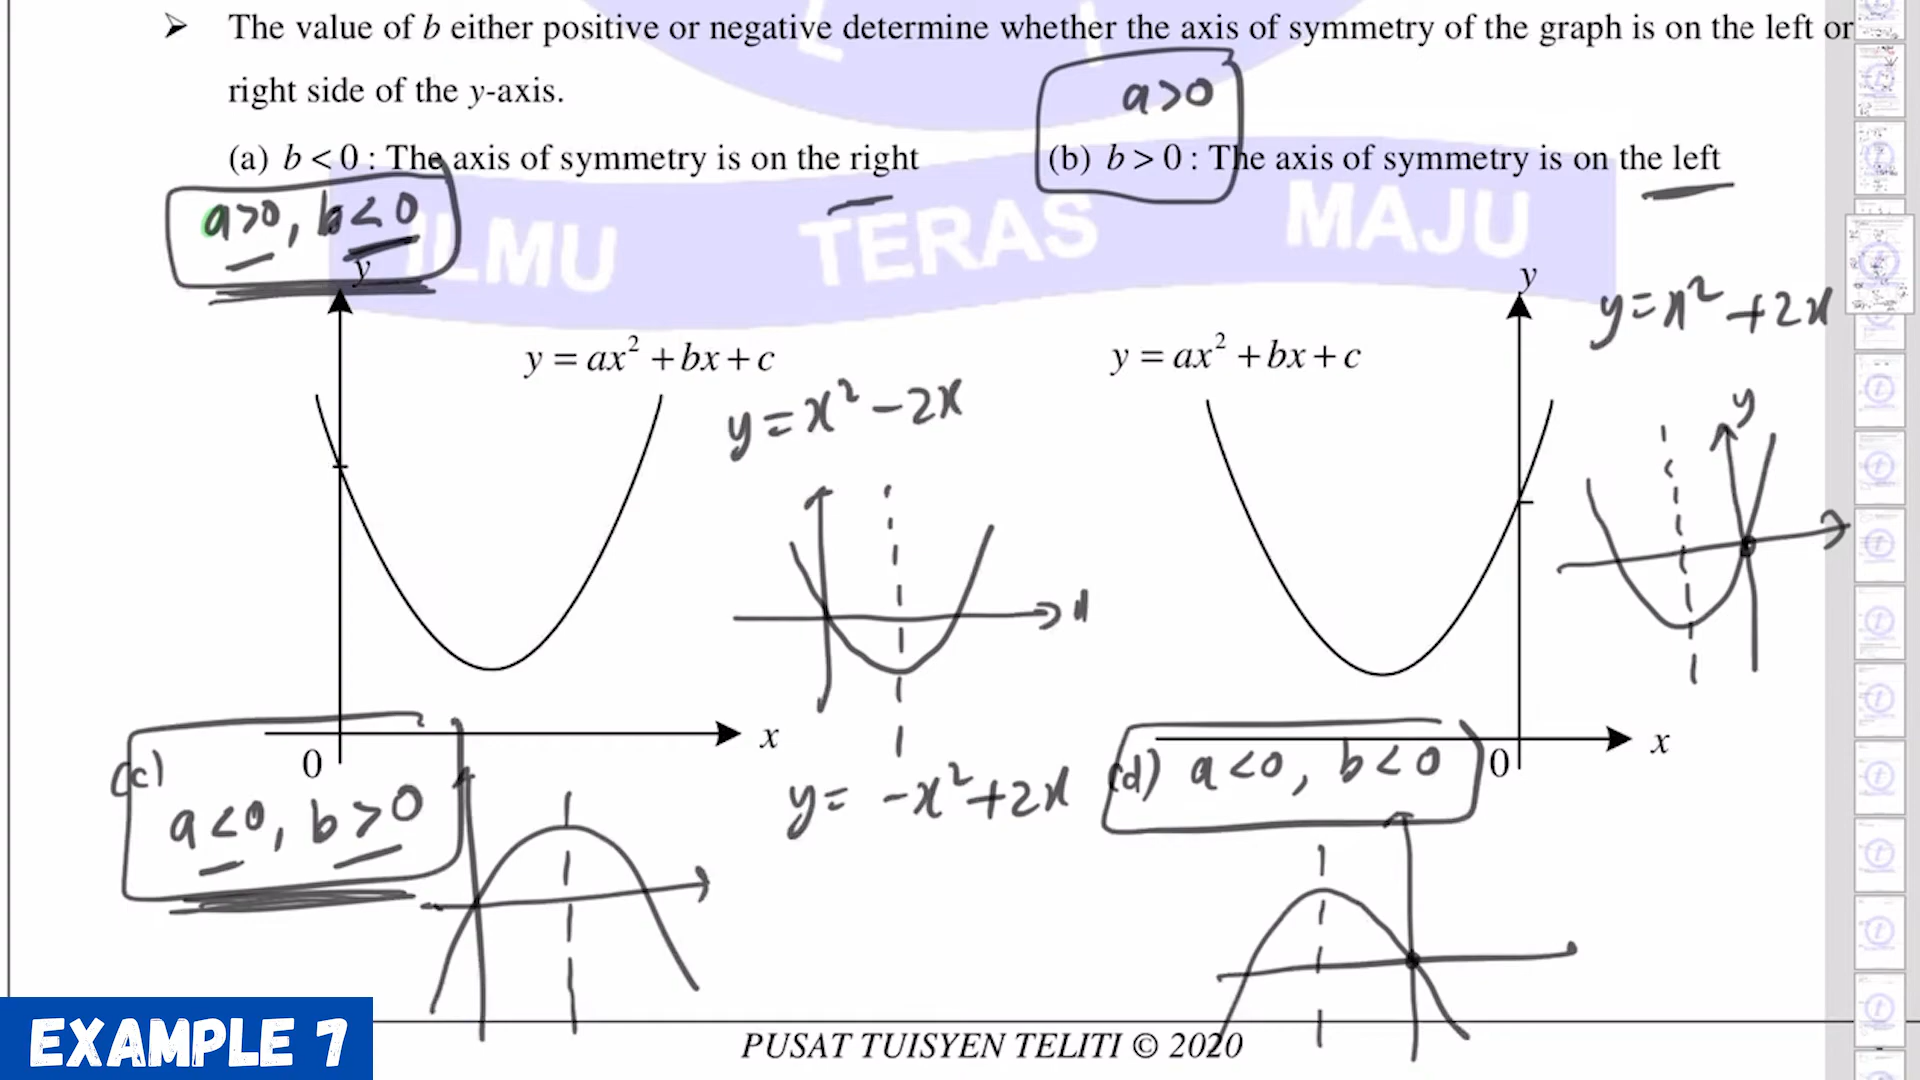 ➢ The value of b either positive or negative determine whether the axis of symmetry of the graph is on the left or
right side of the y-axis.
a>0
(a) b < 0 : The axis of symmetry is on the right
(b) b > 0 : The axis of symmetry is on the left
a>0, b<0
ILMU TERAS MAJU
y
y = ax² + bx + c
y = x² - 2x
x
0
x
y
y = ax² + bx + c
y = x² + 2x
y
0
x
(c)
a<0, b>0
y = -x² + 2x
(d) a<0, b<0
EXAMPLE 7
PUSAT TUISYEN TELITI © 2020